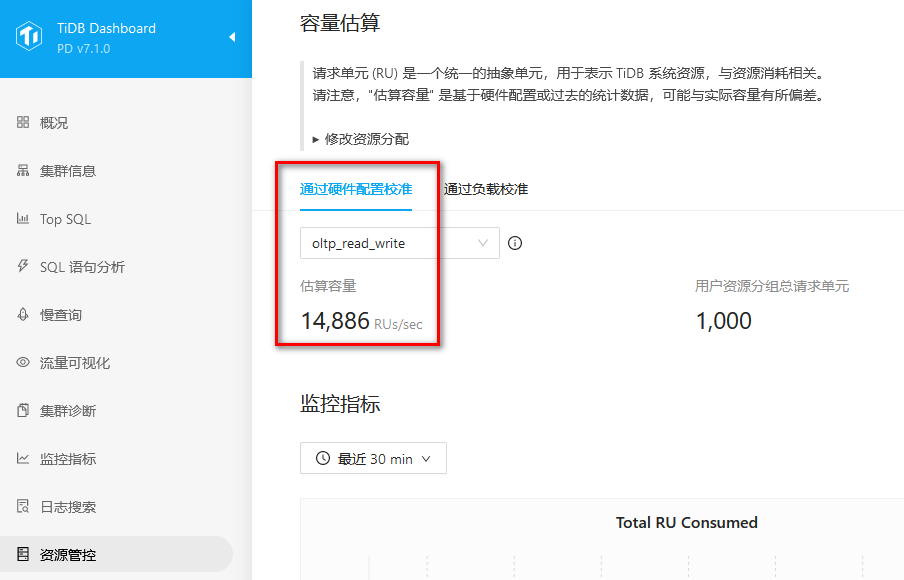 TiDB Dashboard
PD v7.1.0
概况
集群信息
Top SQL
SQL 语句分析
慢查询
流量可视化
集群诊断
监控指标
日志搜索
资源管控
容量估算
请求单元 (RU) 是一个统一的抽象单元，用于表示 TiDB 系统资源，与资源消耗相关。
请注意，"估算容量" 是基于硬件配置或过去的统计数据，可能与实际容量有所偏差。
修改资源分配
通过硬件配置校准 通过负载校准
oltp_read_write
估算容量 用户资源分组总请求单元
14,886 RUs/sec 1,000
监控指标
最近 30 min
Total RU Consumed